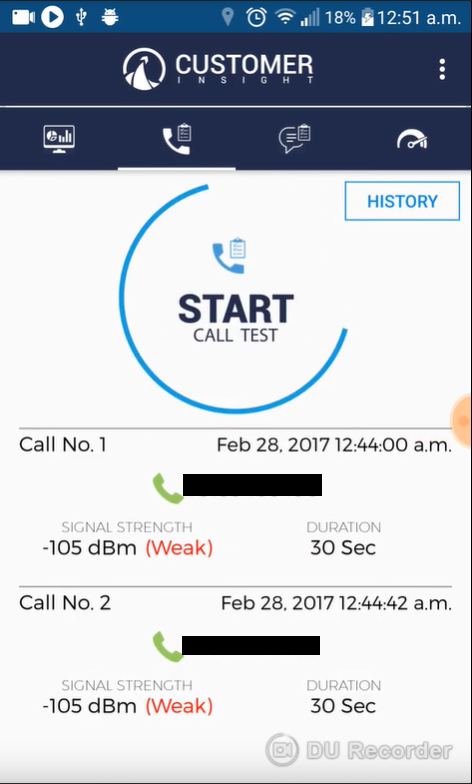 18% 12:51 a.m.
CUSTOMER
INSIGHT
HISTORY
START
CALL TEST
Call No. 1 Feb 28, 2017 12:44:00 a.m.
SIGNAL STRENGTH DURATION
-105 dBm (Weak) 30 Sec
Call No. 2 Feb 28, 2017 12:44:42 a.m.
SIGNAL STRENGTH DURATION
-105 dBm (Weak) 30 Sec
DU Recorder